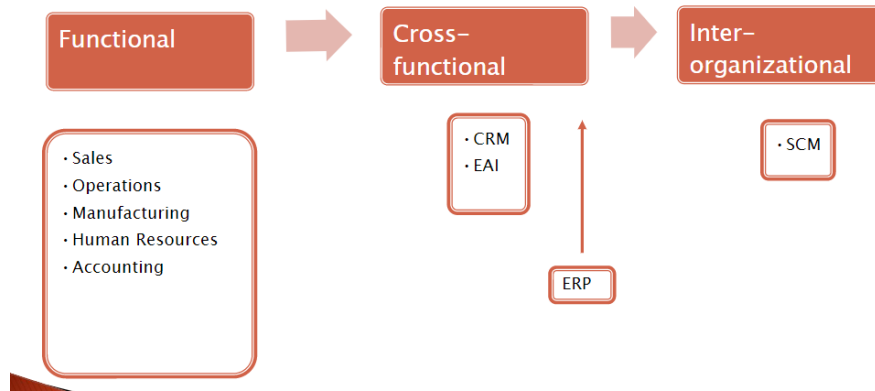 Functional
Cross-
functional
Inter-
organizational
· Sales
· Operations
· Manufacturing
· Human Resources
· Accounting
· CRM
· EAI
· SCM
ERP